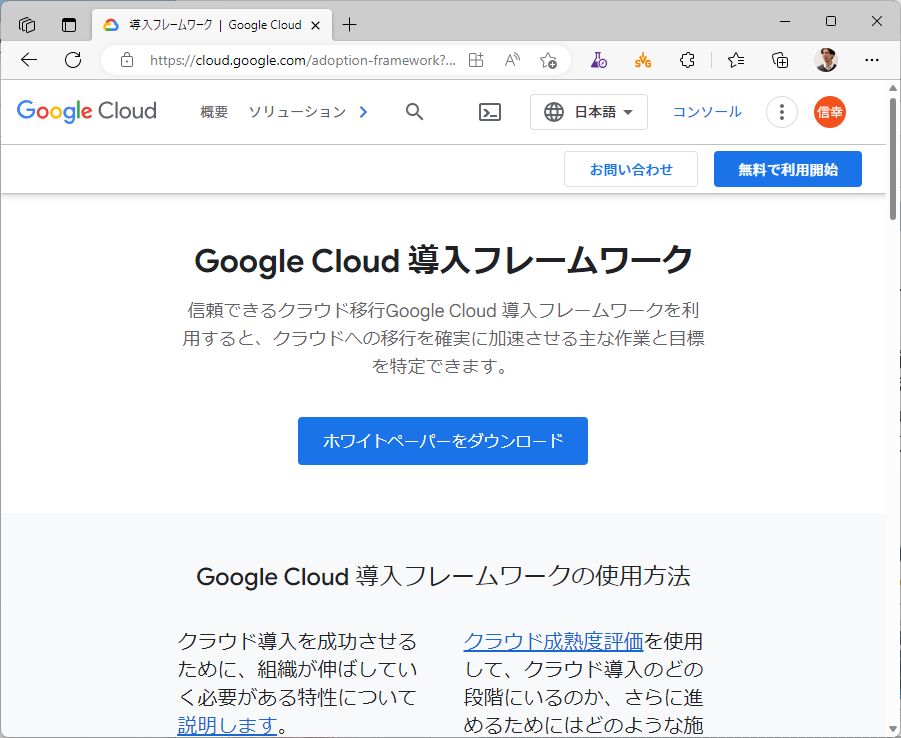 導入フレームワーク | Google Cloud
https://cloud.google.com/adoption-framework?...
Google Cloud 概要 ソリューション 日本語 コンソール 信幸
お問い合わせ 無料で利用開始
Google Cloud 導入フレームワーク
信頼できるクラウド移行Google Cloud 導入フレームワークを利
用すると、クラウドへの移行を確実に加速させる主な作業と目標
を特定できます。
ホワイトペーパーをダウンロード
Google Cloud 導入フレームワークの使用方法
クラウド導入を成功させる
ために、組織が伸ばしてい
く必要がある特性について
説明します。
クラウド成熟度評価を使用
して、クラウド導入のどの
段階にいるのか、さらに進
めるためにはどのような施